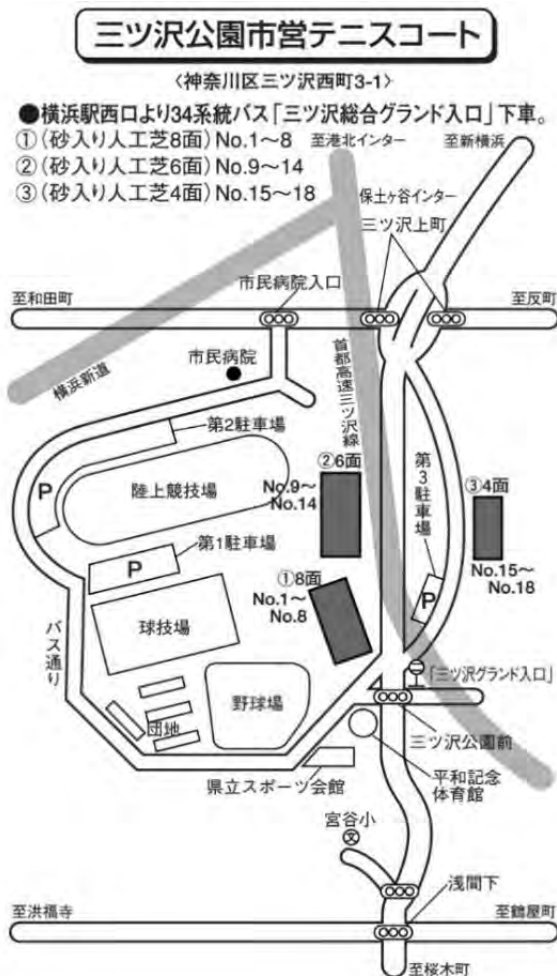 三ツ沢公園市営テニスコート
〈神奈川区三ツ沢西町3-1〉
●横浜駅西口より34系統バス「三ツ沢総合グランド入口」下車。
①(砂入り人工芝8面)No.1～8
至港北インター
至新横浜
②(砂入り人工芝6面)No.9～14
③(砂入り人工芝4面)No.15～18
保土ヶ谷インター
三ツ沢上町
市民病院入口
至和田町
至反町
市民病院
横浜新道
首都高速三ツ沢線
第2駐車場
P
陸上競技場
②6面
No.9～
No.14
第3駐車場
③4面
第1駐車場
P
No.15～
No.18
①8面
No.1～
No.8
P
球技場
バス通り
「三ツ沢グランド入口」
野球場
団地
三ツ沢公園前
県立スポーツ会館
平和記念
体育館
宮谷小
文
浅間下
至洪福寺
至鶴屋町
至桜木町